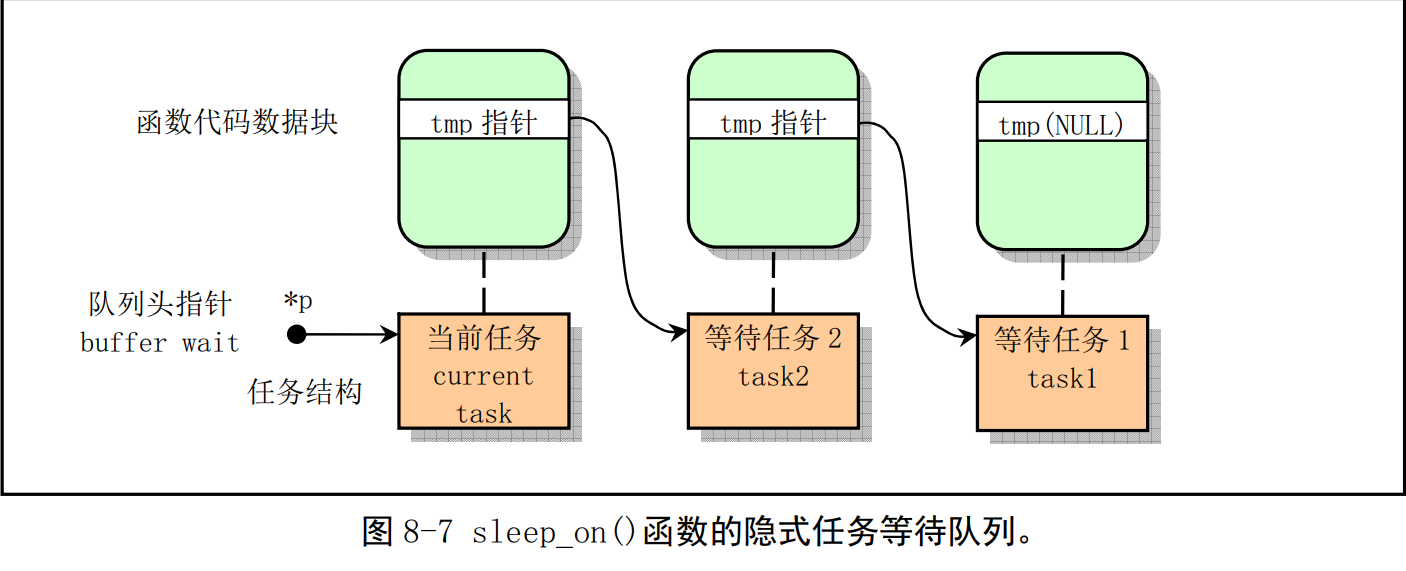 函数代码数据块
tmp 指针
tmp 指针
tmp(NULL)
队列头指针
buffer wait
*p
任务结构
当前任务
current
task
等待任务 2
task2
等待任务 1
task1
图 8-7 sleep_on()函数的隐式任务等待队列。